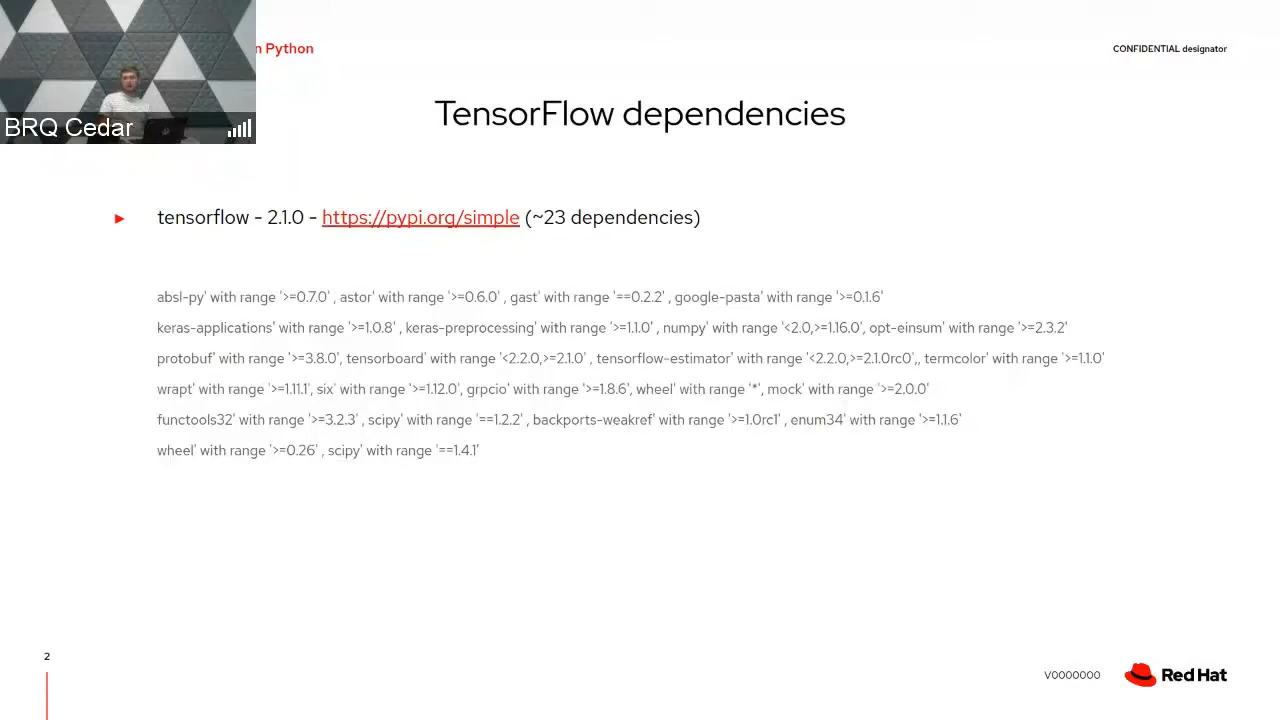 n Python
CONFIDENTIAL designator
BRQ Cedar
TensorFlow dependencies
► tensorflow - 2.1.0 - https://pypi.org/simple (~23 dependencies)
absl-py' with range '>=0.7.0' , astor' with range '>=0.6.0' , gast' with range '==0.2.2' , google-pasta' with range '>=0.1.6'
keras-applications' with range '>=1.0.8' , keras-preprocessing' with range '>=1.1.0' , numpy' with range '<2.0,>=1.16.0', opt-einsum' with range '>=2.3.2'
protobuf' with range '>=3.8.0', tensorboard' with range '<2.2.0,>=2.1.0' , tensorflow-estimator' with range '<2.2.0,>=2.1.0rc0',, termcolor' with range '>=1.1.0'
wrapt' with range '>=1.11.1', six' with range '>=1.12.0', grpcio' with range '>=1.8.6', wheel' with range '*', mock' with range '>=2.0.0'
functools32' with range '>=3.2.3' , scipy' with range '==1.2.2' , backports-weakref' with range '>=1.0rc1' , enum34' with range '>=1.1.6'
wheel' with range '>=0.26' , scipy' with range '==1.4.1'
2
V0000000
Red Hat